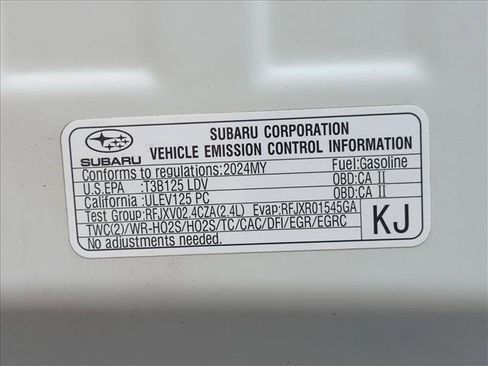 SUBARU
SUBARU CORPORATION
VEHICLE EMISSION CONTROL INFORMATION
Conforms to regulations:2024MY Fuel:Gasoline
U.S.EPA :T3B125 LDV OBD:CA II
California :ULEV125 PC OBD:CA II
Test Group:RFJXV02.4CZA(2.4L) Evap:RFJXR01545GA
TWC(2)/WR-HO2S/HO2S/TC/CAC/DFI/EGR/EGRC
No adjustments needed.
KJ